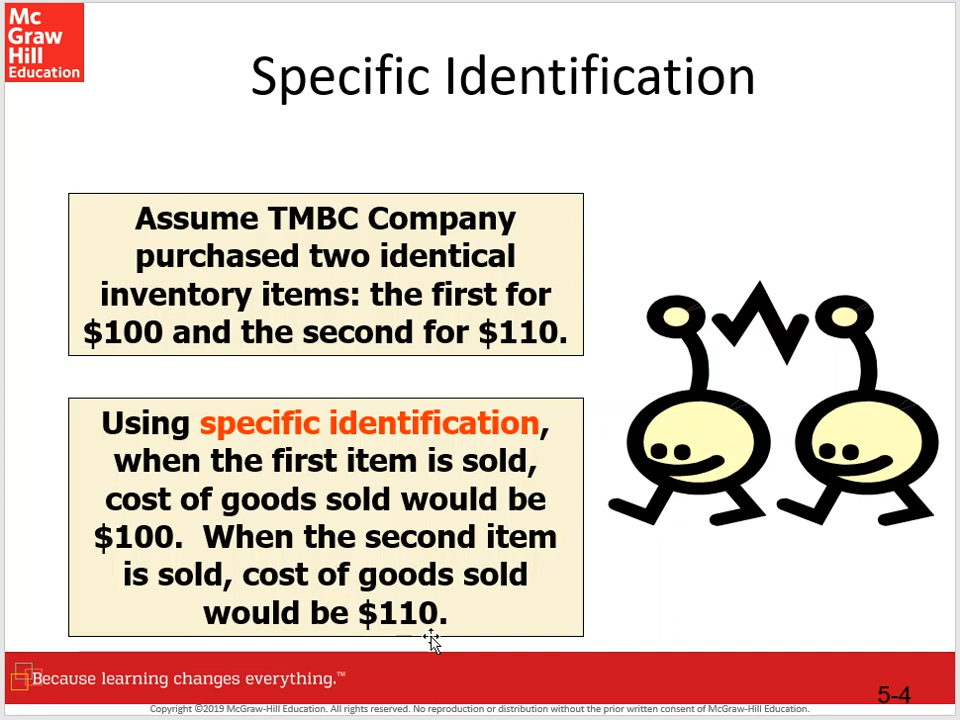 Mc
Graw
Hill
Education
Specific Identification
Assume TMBC Company
purchased two identical
inventory items: the first for
$100 and the second for $110.
Using specific identification,
when the first item is sold,
cost of goods sold would be
$100.  When the second item
is sold, cost of goods sold
would be $110.
Because learning changes everything.™
5-4
Copyright ©2019 McGraw-Hill Education. All rights reserved. No reproduction or distribution without the prior written consent of McGraw-Hill Education.